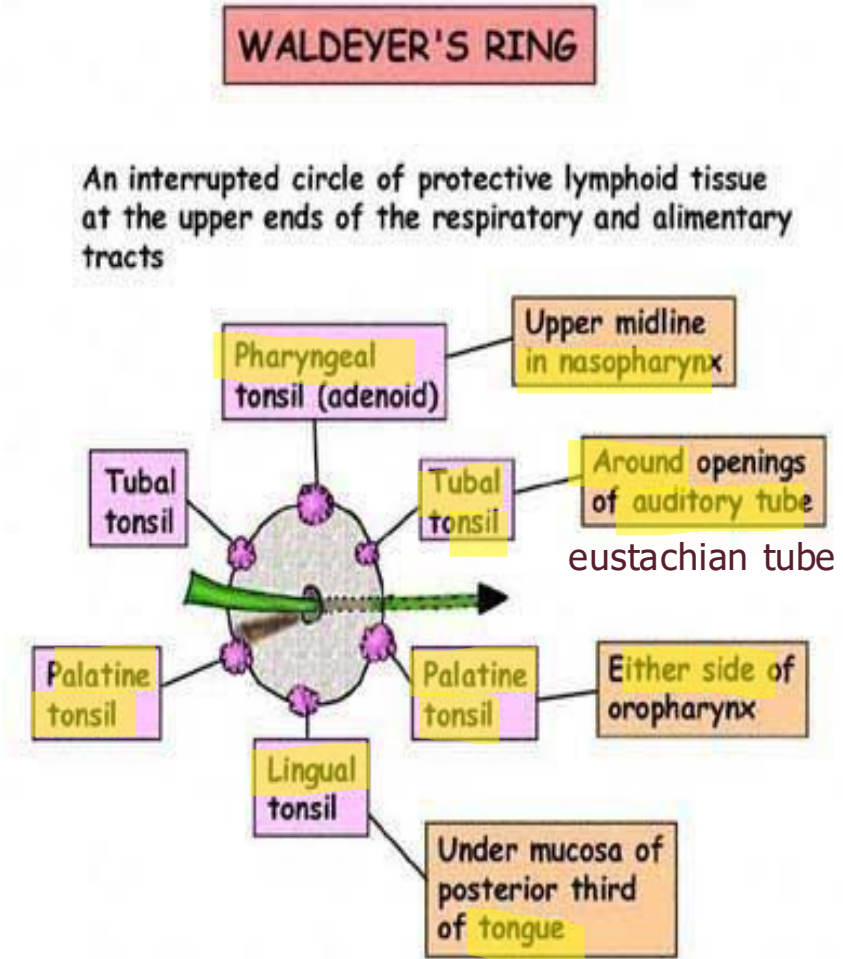 WALDEYER'S RING
An interrupted circle of protective lymphoid tissue
at the upper ends of the respiratory and alimentary
tracts
Upper midline
in nasopharynx
Pharyngeal
tonsil (adenoid)
Tubal
tonsil
Tubal
tonsil
Around openings
of auditory tube
eustachian tube
Palatine
tonsil
Palatine
tonsil
Either side of
oropharynx
Lingual
tonsil
Under mucosa of
posterior third
of tongue